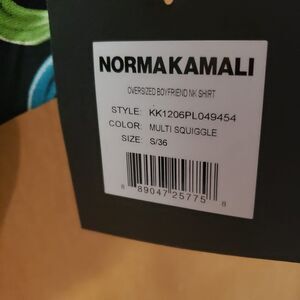 NORMAKAMALI
OVERSIZED BOYFRIEND NK SHIRT
STYLE: KK1206PL049454
COLOR: MULTI SQUIGGLE
SIZE: S/36
8 89047 25775 8